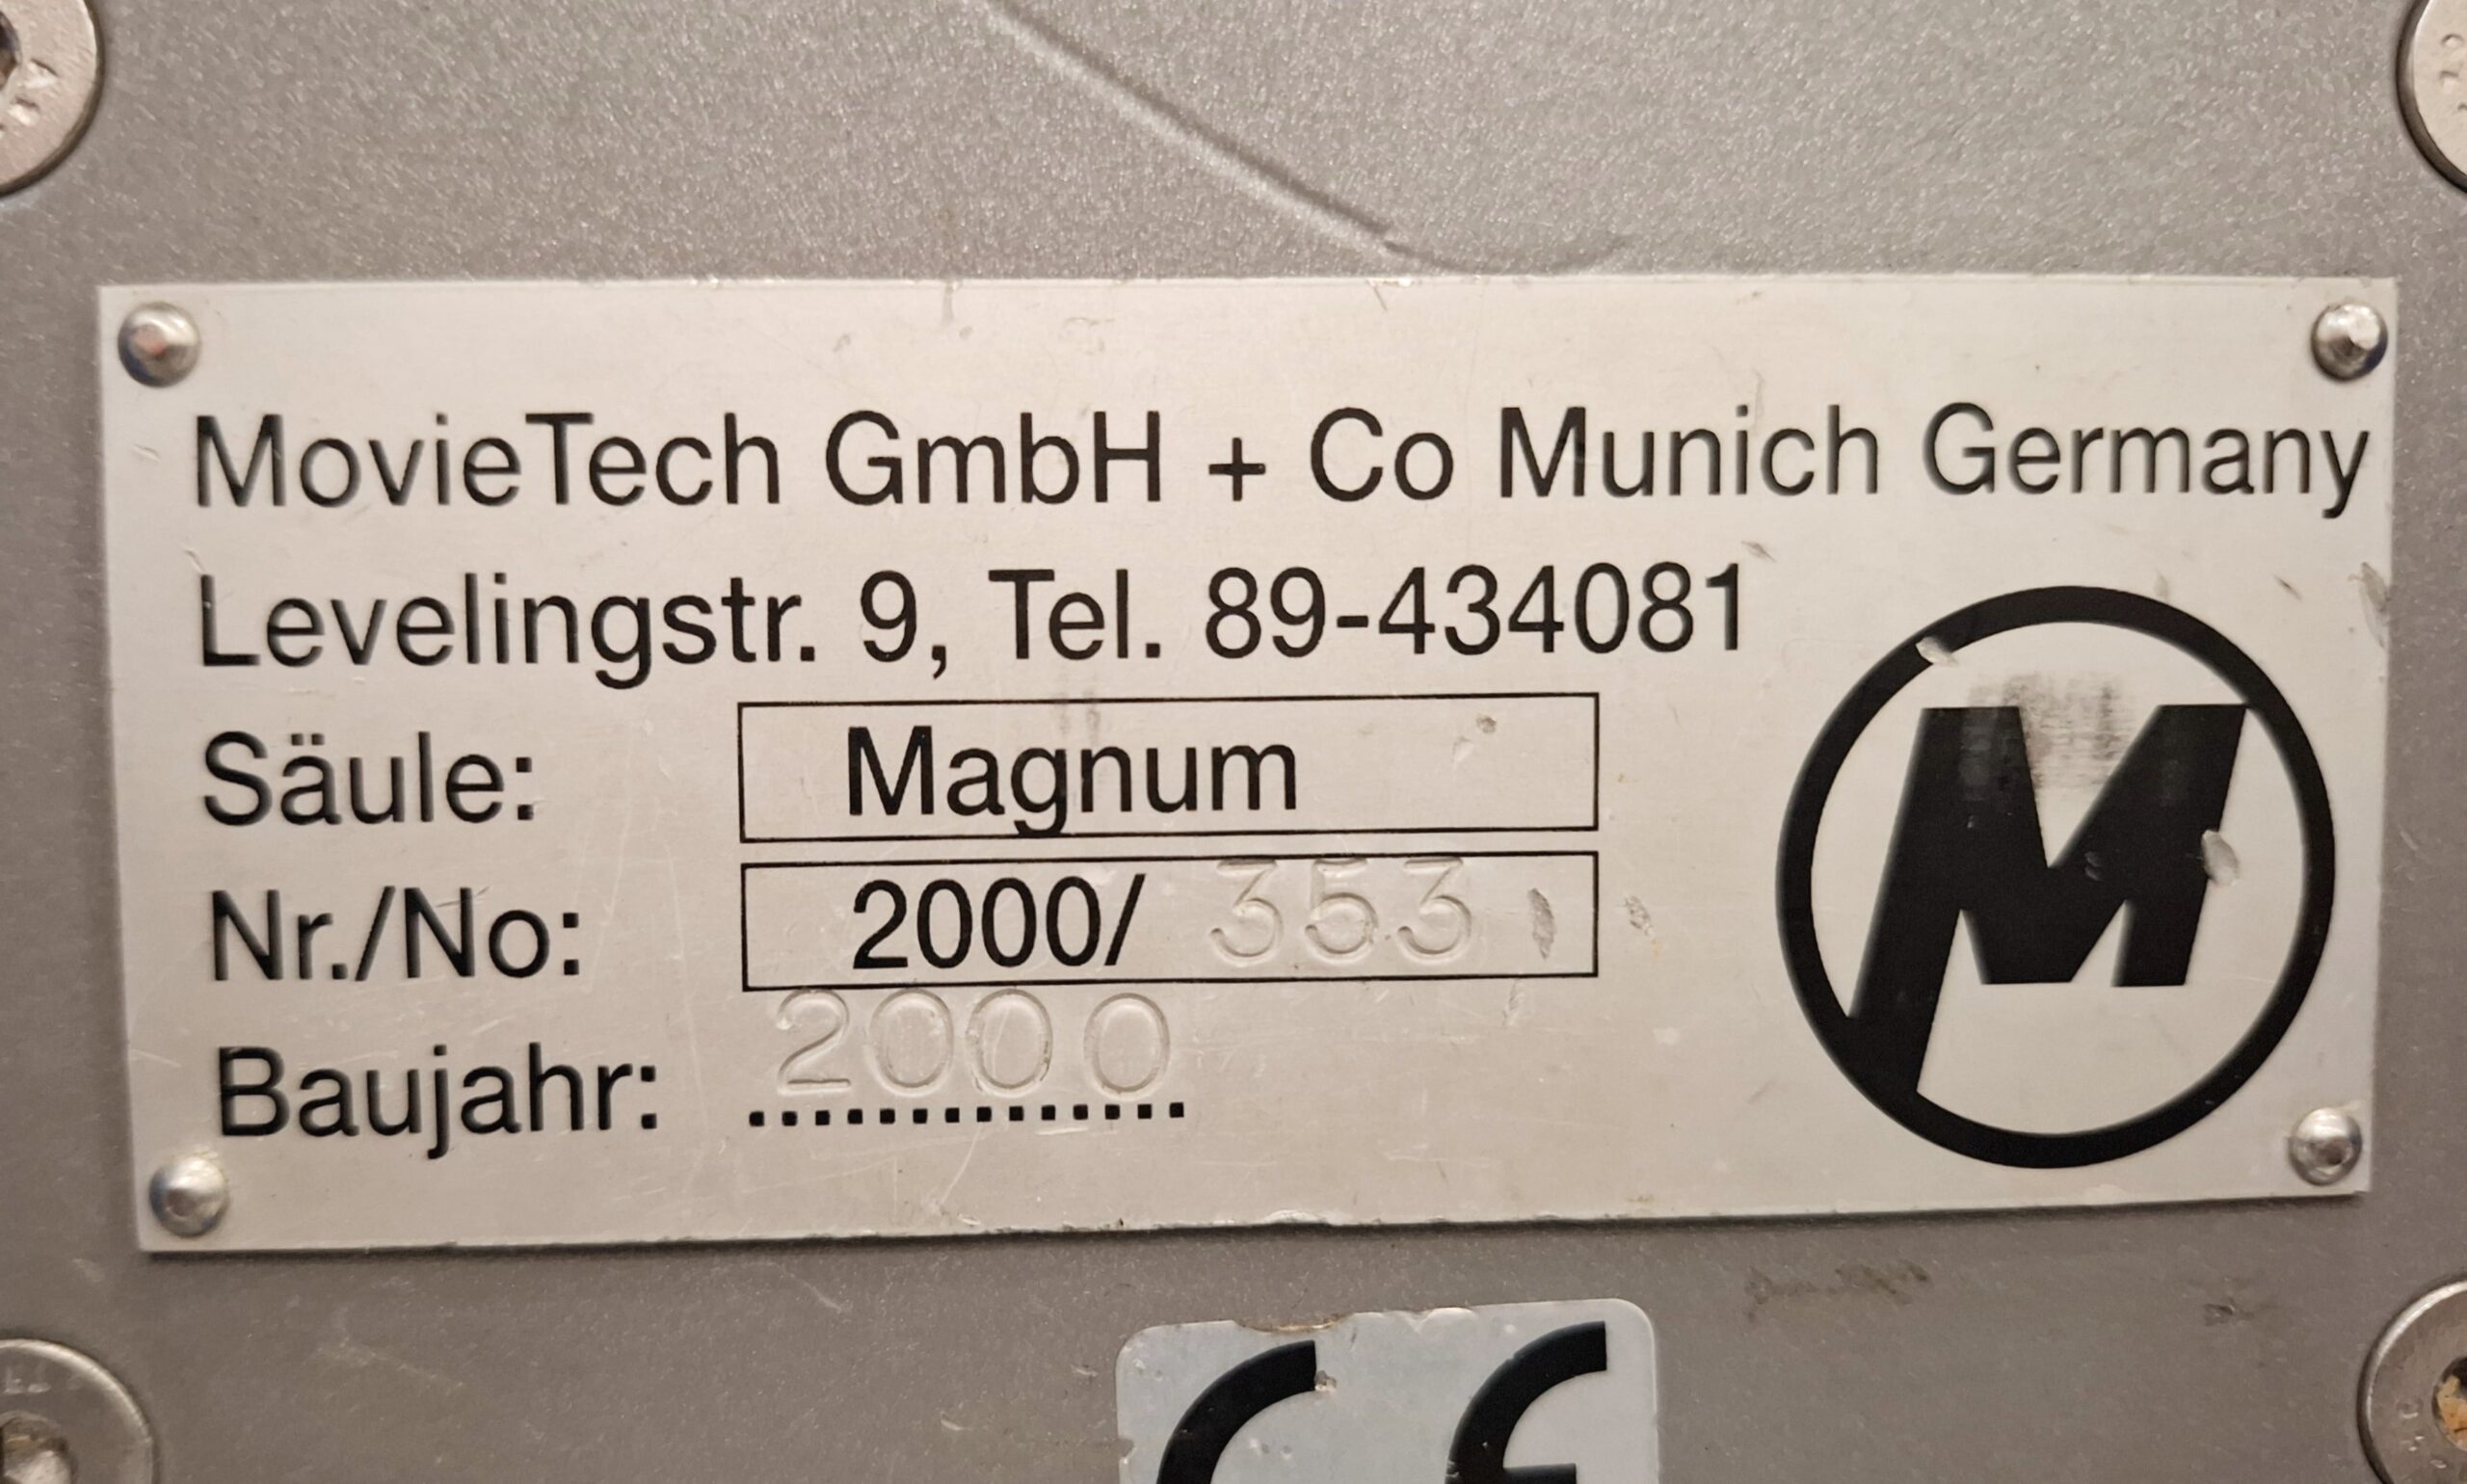 MovieTech GmbH + Co Munich Germany
Levelingstr. 9, Tel. 89-434081
Säule: Magnum
Nr./No: 2000/ 353
Baujahr: 2000
M
CE